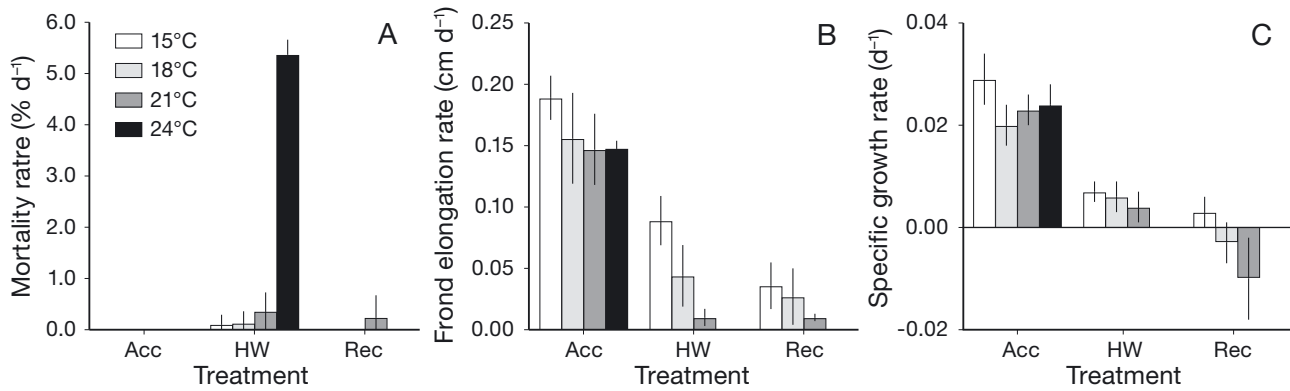 A
Mortality ratre (% d⁻¹)
6.0
5.0
4.0
3.0
2.0
1.0
0.0
15°C
18°C
21°C
24°C
Acc HW Rec
Treatment
B
Frond elongation rate (cm d⁻¹)
0.25
0.20
0.15
0.10
0.05
0.00
Acc HW Rec
Treatment
C
Specific growth rate (d⁻¹)
0.04
0.02
0.00
-0.02
Acc HW Rec
Treatment